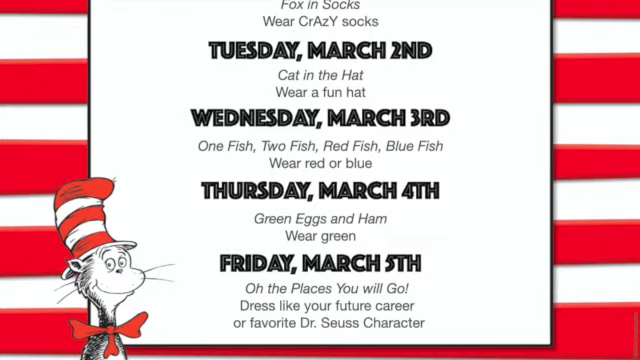 Fox in Socks
Wear CrAzY socks
TUESDAY, MARCH 2ND
Cat in the Hat
Wear a fun hat
WEDNESDAY, MARCH 3RD
One Fish, Two Fish, Red Fish, Blue Fish
Wear red or blue
THURSDAY, MARCH 4TH
Green Eggs and Ham
Wear green
FRIDAY, MARCH 5TH
Oh the Places You will Go!
Dress like your future career
or favorite Dr. Seuss Character